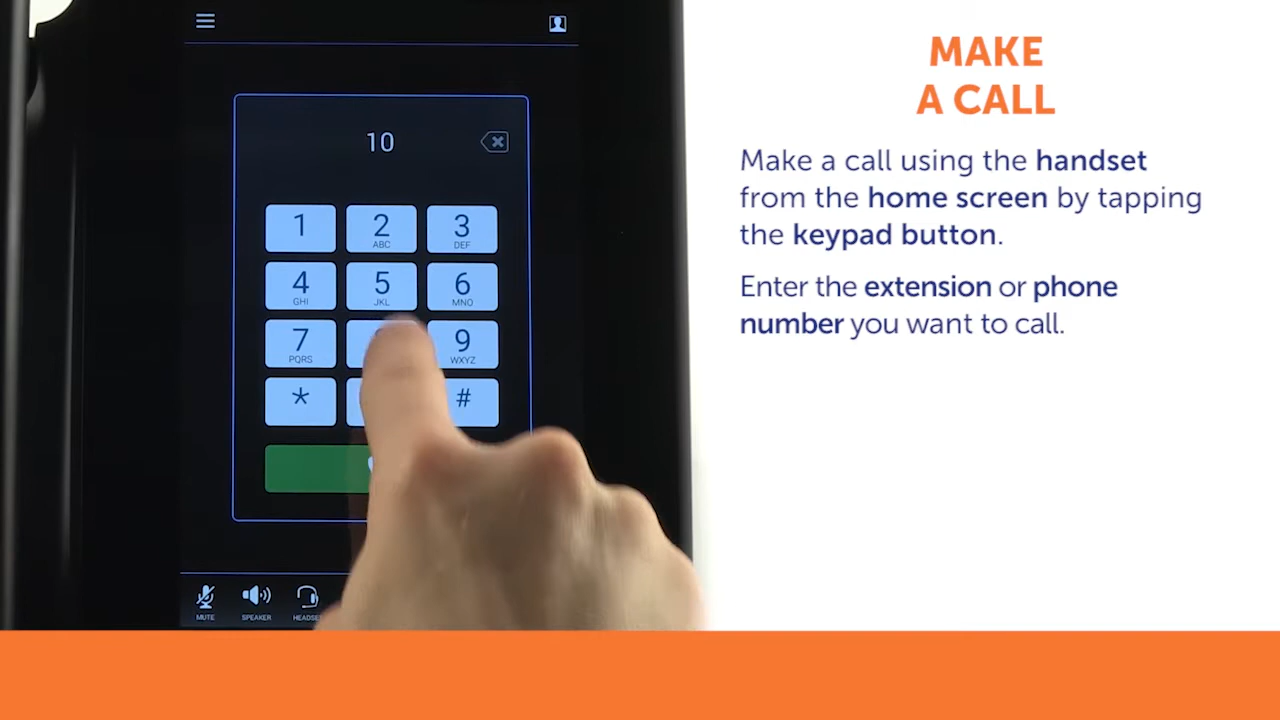 MAKE
A CALL
Make a call using the handset
from the home screen by tapping
the keypad button.
Enter the extension or phone
number you want to call.
10
1 2 3
ABC DEF
4 5 6
GHI JKL MNO
7 9
PQRS WXYZ
* #
MUTE SPEAKER